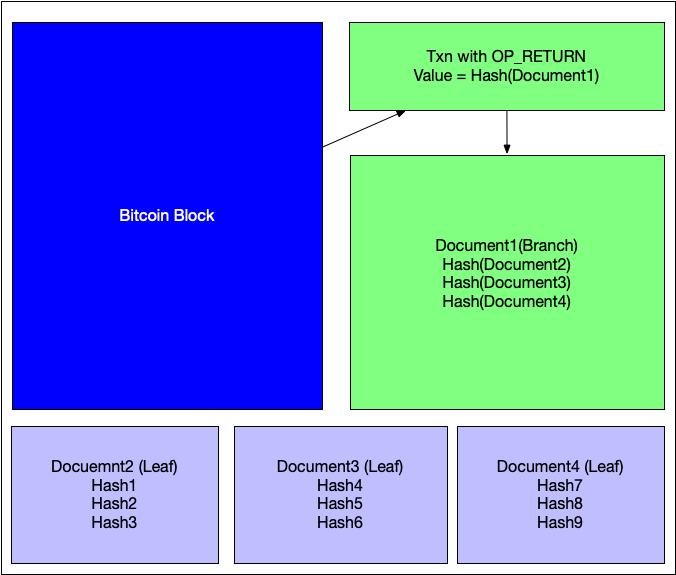 Txn with OP_RETURN
Value = Hash(Document1)
Bitcoin Block
Document1(Branch)
Hash(Document2)
Hash(Document3)
Hash(Document4)
Docuemnt2 (Leaf)
Hash1
Hash2
Hash3
Document3 (Leaf)
Hash4
Hash5
Hash6
Document4 (Leaf)
Hash7
Hash8
Hash9